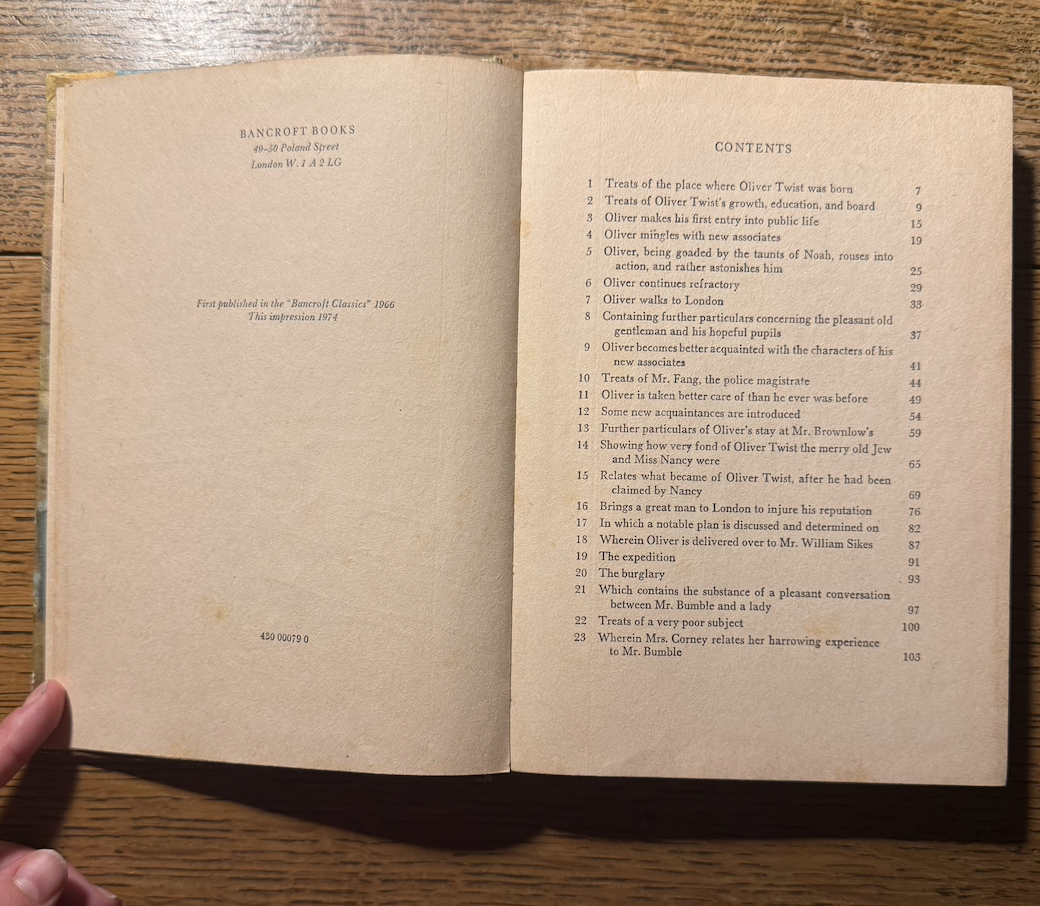 BANCROFT BOOKS
49–50 Poland Street
London W. 1 A 2 LG
First published in the "Bancroft Classics" 1966
This impression 1974
430 00079 0
CONTENTS
1 Treats of the place where Oliver Twist was born 7
2 Treats of Oliver Twist's growth, education, and board 9
3 Oliver makes his first entry into public life 15
4 Oliver mingles with new associates 19
5 Oliver, being goaded by the taunts of Noah, rouses into
action, and rather astonishes him 25
6 Oliver continues refractory 29
7 Oliver walks to London 33
8 Containing further particulars concerning the pleasant old
gentleman and his hopeful pupils 37
9 Oliver becomes better acquainted with the characters of his
new associates 41
10 Treats of Mr. Fang, the police magistrate 44
11 Oliver is taken better care of than he ever was before 49
12 Some new acquaintances are introduced 54
13 Further particulars of Oliver's stay at Mr. Brownlow's 59
14 Showing how very fond of Oliver Twist the merry old Jew
and Miss Nancy were 65
15 Relates what became of Oliver Twist, after he had been
claimed by Nancy 69
16 Brings a great man to London to injure his reputation 76
17 In which a notable plan is discussed and determined on 82
18 Wherein Oliver is delivered over to Mr. William Sikes 87
19 The expedition 91
20 The burglary 93
21 Which contains the substance of a pleasant conversation
between Mr. Bumble and a lady 97
22 Treats of a very poor subject 100
23 Wherein Mrs. Corney relates her harrowing experience
to Mr. Bumble 103